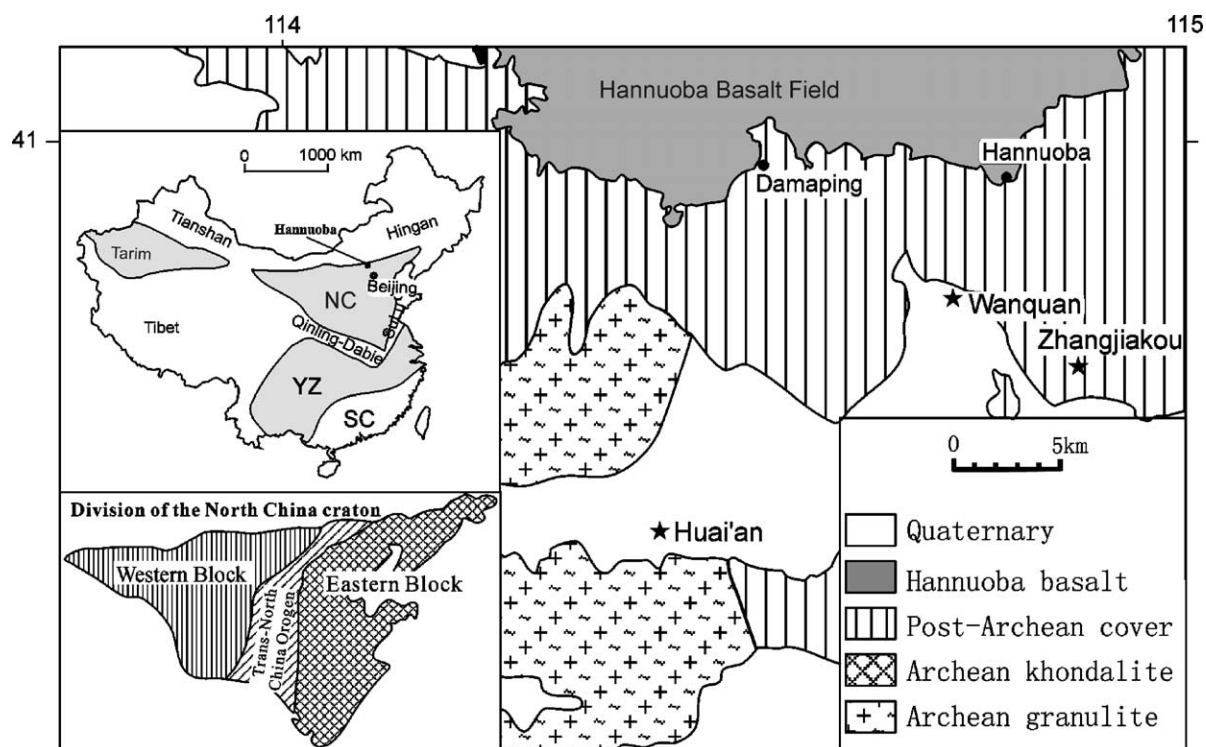 114
115
41
Hannuoba Basalt Field
Hannuoba
Damaping
Wanquan
Zhangjiakou
0 5km
Huai'an
0 1000 km
Tianshan
Hannuoba
Hingan
Tarim
Beijing
NC
Tibet
Qinling-Dabie
YZ
SC
Division of the North China craton
Western Block
Eastern Block
Trans-North
China Orogen
Quaternary
Hannuoba basalt
Post-Archean cover
Archean khondalite
Archean granulite